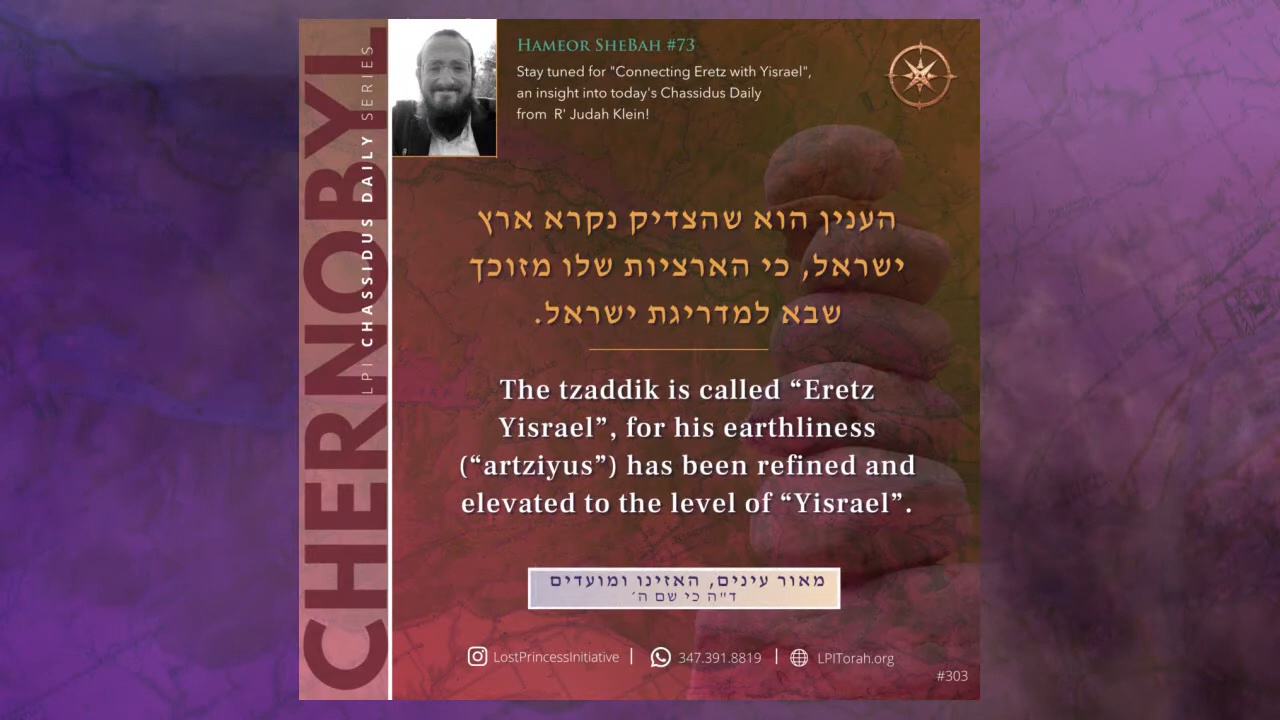 CHERNOBYL
LPI CHASSIDUS DAILY SERIES
HAMEOR SHEBAH #73
Stay tuned for "Connecting Eretz with Yisrael",
an insight into today's Chassidus Daily
from R' Judah Klein!
הענין הוא שהצדיק נקרא ארץ
ישראל, כי הארציות שלו מזוכך
שבא למדריגת ישראל.
The tzaddik is called “Eretz
Yisrael”, for his earthliness
(“artziyus”) has been refined and
elevated to the level of “Yisrael”.
מאור עינים, האזינו ומועדים
ד"ה כי שם ה׳
LostPrincessInitiative | 347.391.8819 | LPITorah.org
#303